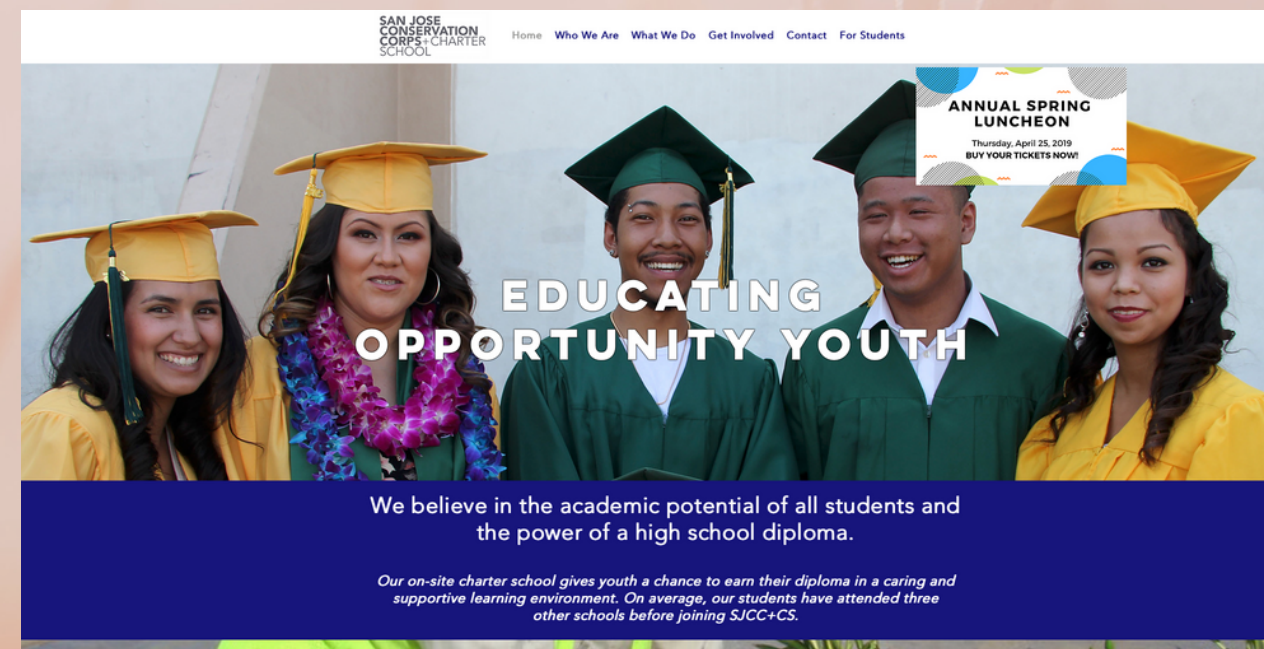 SAN JOSE
CONSERVATION
CORPS+CHARTER
SCHOOL
Home Who We Are What We Do Get Involved Contact For Students
ANNUAL SPRING
LUNCHEON
Thursday, April 25, 2019
BUY YOUR TICKETS NOW!
EDUCATING
OPPORTUNITY YOUTH
We believe in the academic potential of all students and
the power of a high school diploma.
Our on-site charter school gives youth a chance to earn their diploma in a caring and
supportive learning environment. On average, our students have attended three
other schools before joining SJCC+CS.